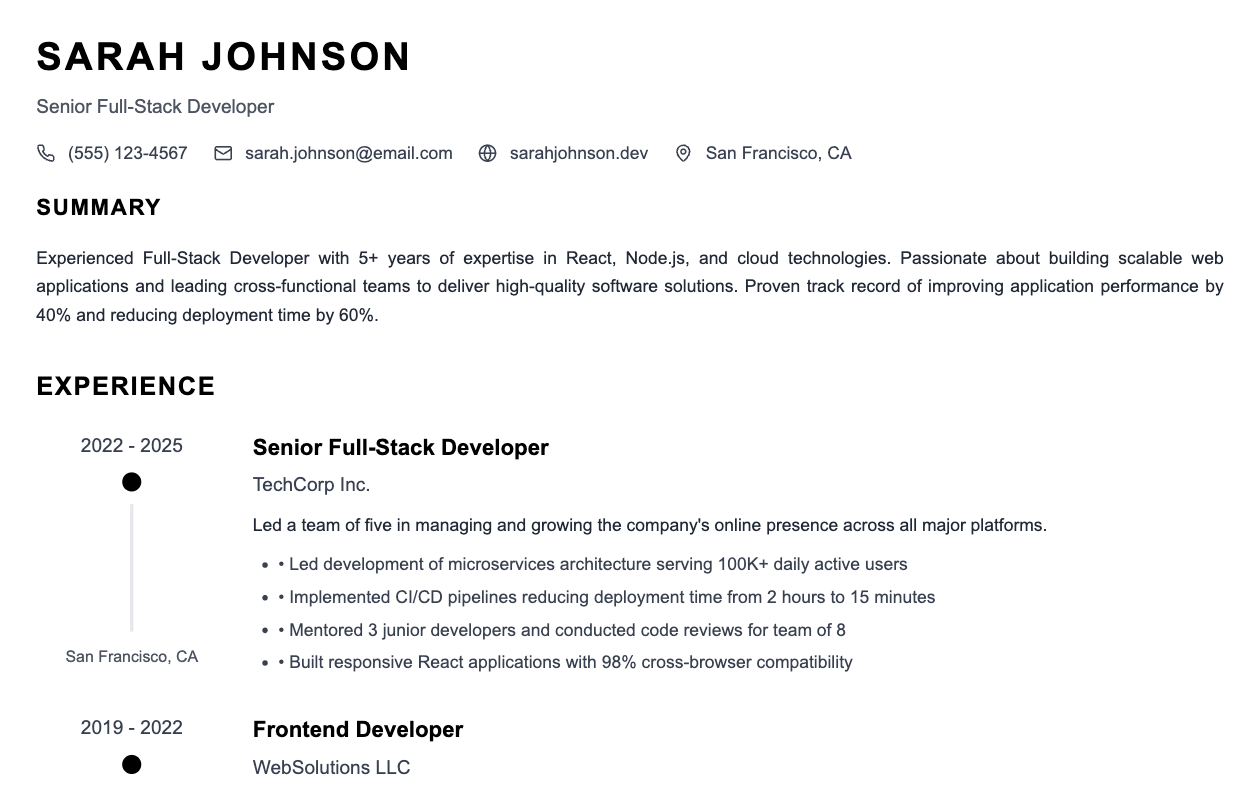 SARAH JOHNSON
Senior Full-Stack Developer
(555) 123-4567 sarah.johnson@email.com sarahjohnson.dev San Francisco, CA
SUMMARY
Experienced Full-Stack Developer with 5+ years of expertise in React, Node.js, and cloud technologies. Passionate about building scalable web
applications and leading cross-functional teams to deliver high-quality software solutions. Proven track record of improving application performance by
40% and reducing deployment time by 60%.
EXPERIENCE
2022 - 2025
San Francisco, CA
Senior Full-Stack Developer
TechCorp Inc.
Led a team of five in managing and growing the company's online presence across all major platforms.
• • Led development of microservices architecture serving 100K+ daily active users
• • Implemented CI/CD pipelines reducing deployment time from 2 hours to 15 minutes
• • Mentored 3 junior developers and conducted code reviews for team of 8
• • Built responsive React applications with 98% cross-browser compatibility
2019 - 2022
Frontend Developer
WebSolutions LLC